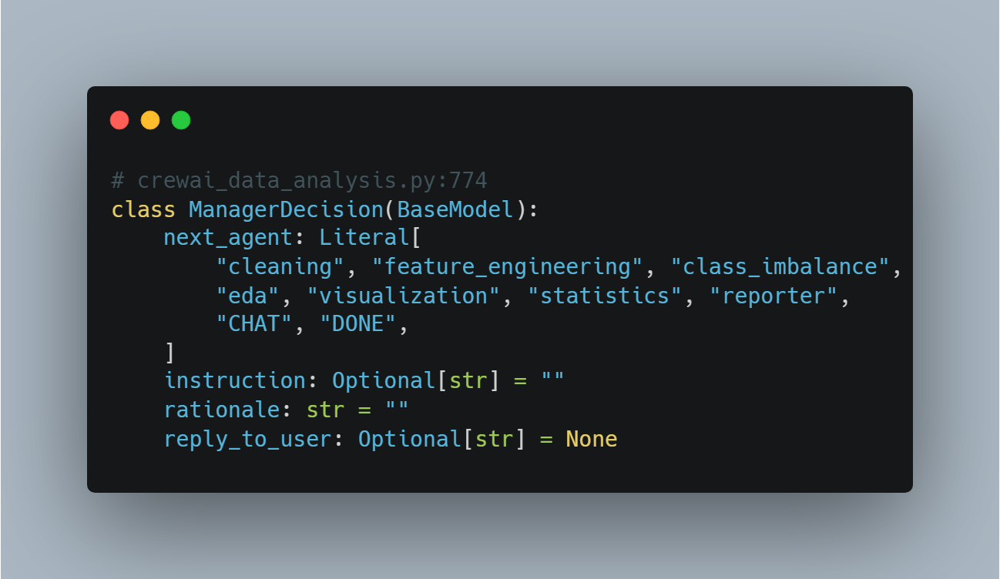 # crewai_data_analysis.py:774
class ManagerDecision(BaseModel):
    next_agent: Literal[
        "cleaning", "feature_engineering", "class_imbalance",
        "eda", "visualization", "statistics", "reporter",
        "CHAT", "DONE",
    ]
    instruction: Optional[str] = ""
    rationale: str = ""
    reply_to_user: Optional[str] = None